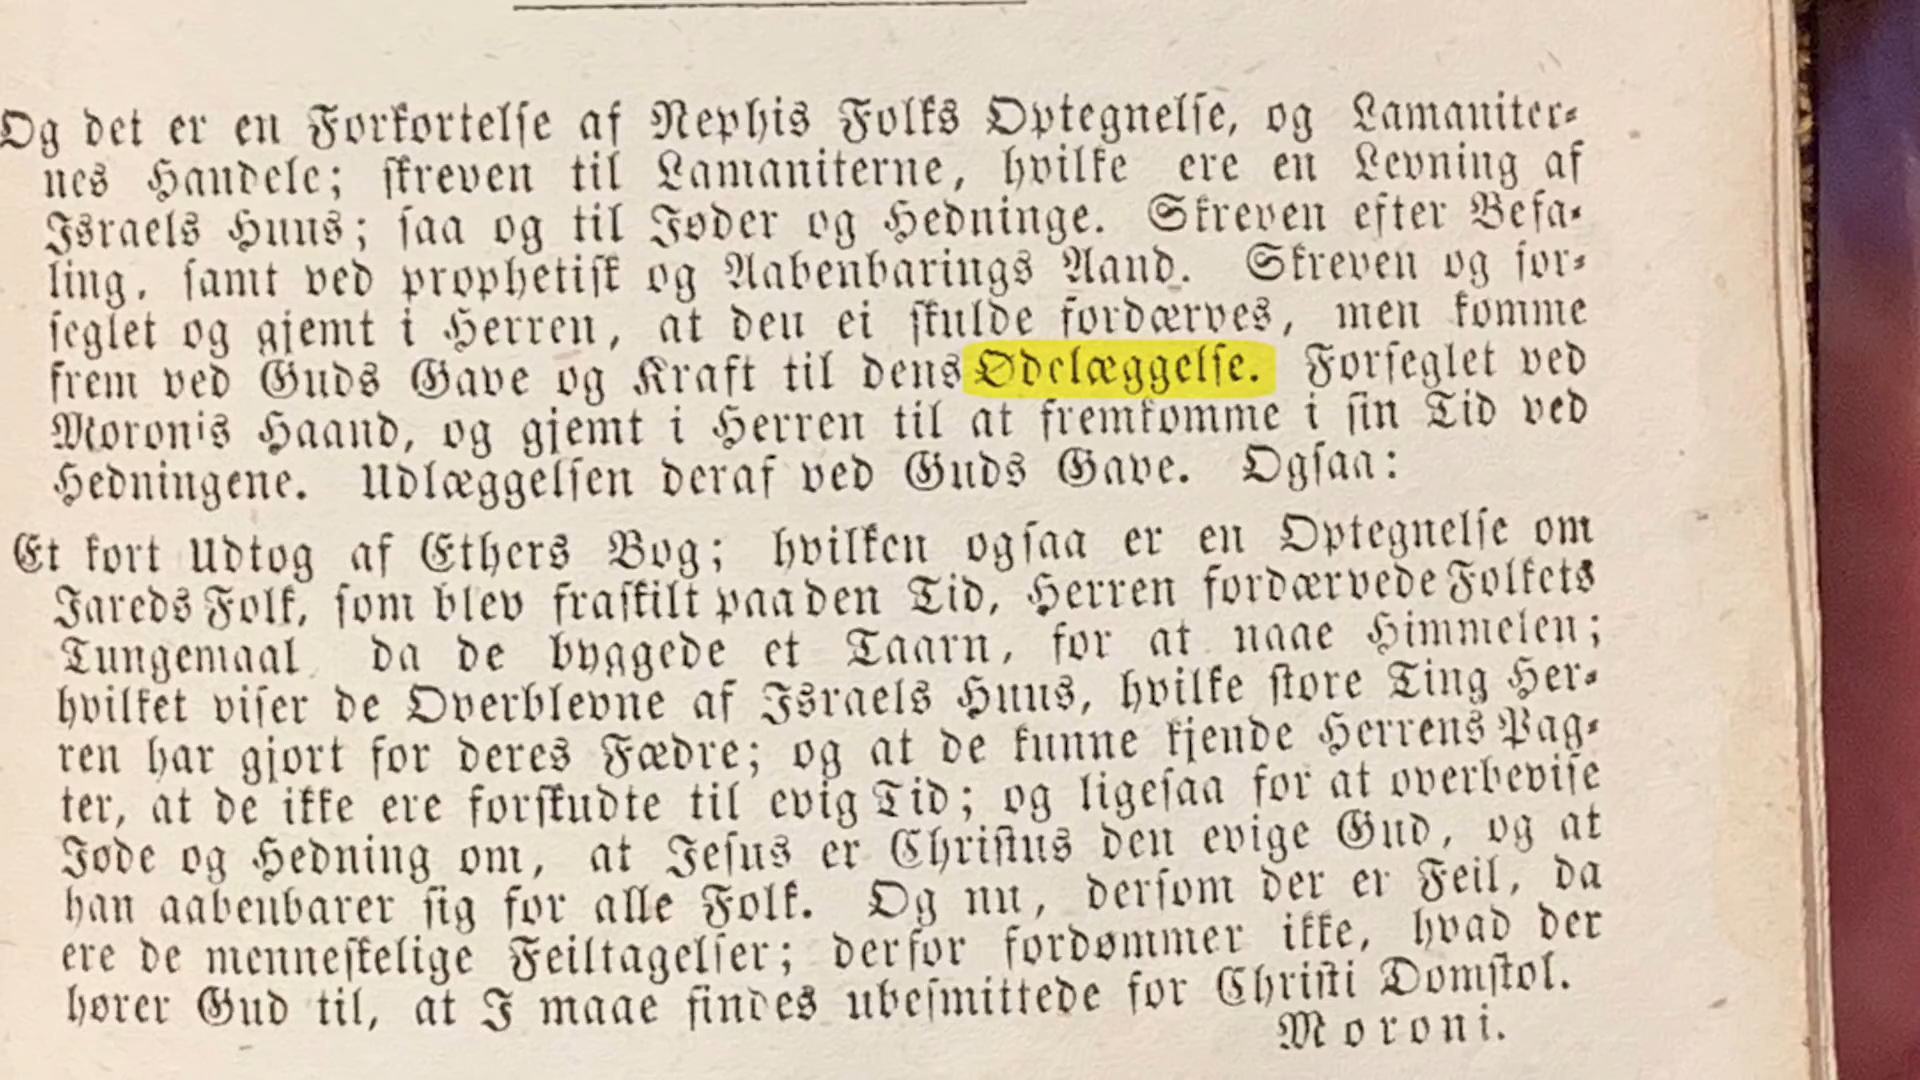 Og det er en Forkortelse af Nephis Folks Optegnelse, og Lamaniter-
nes Handele; skreven til Lamaniterne, hvilke ere en Levning af
Israels Huus; saa og til Jøder og Hedninge. Skreven efter Befa-
ling, samt ved prophetisk og Aabenbarings Aand. Skreven og for-
seglet og gjemt i Herren, at den ei skulde fordærves, men komme
frem ved Guds Gave og Kraft til dens Ødelæggelse. Forseglet ved
Moronis Haand, og gjemt i Herren til at fremkomme i sin Tid ved
Hedningene. Udlæggelsen deraf ved Guds Gave. Ogsaa:
Et kort Udtog af Ethers Bog; hvilken ogsaa er en Optegnelse om
Jareds Folk, som blev fraskilt paa den Tid, Herren fordærvede Folkets
Tungemaal da de byggede et Taarn, for at naae Himmelen;
hvilket viser de Overblevne af Israels Huus, hvilke store Ting Her-
ren har gjort for deres Fædre; og at de kunne kjende Herrens Pag-
ter, at de ikke ere forskudte til evig Tid; og ligesaa for at overbevise
Jøde og Hedning om, at Jesus er Christus den evige Gud, og at
han aabenbarer sig for alle Folk. Og nu, dersom der er Feil, da
ere de menneskelige Feiltagelser; derfor fordømmer ikke, hvad der
hører Gud til, at I maae findes ubesmittede for Christi Domstol.
Moroni.